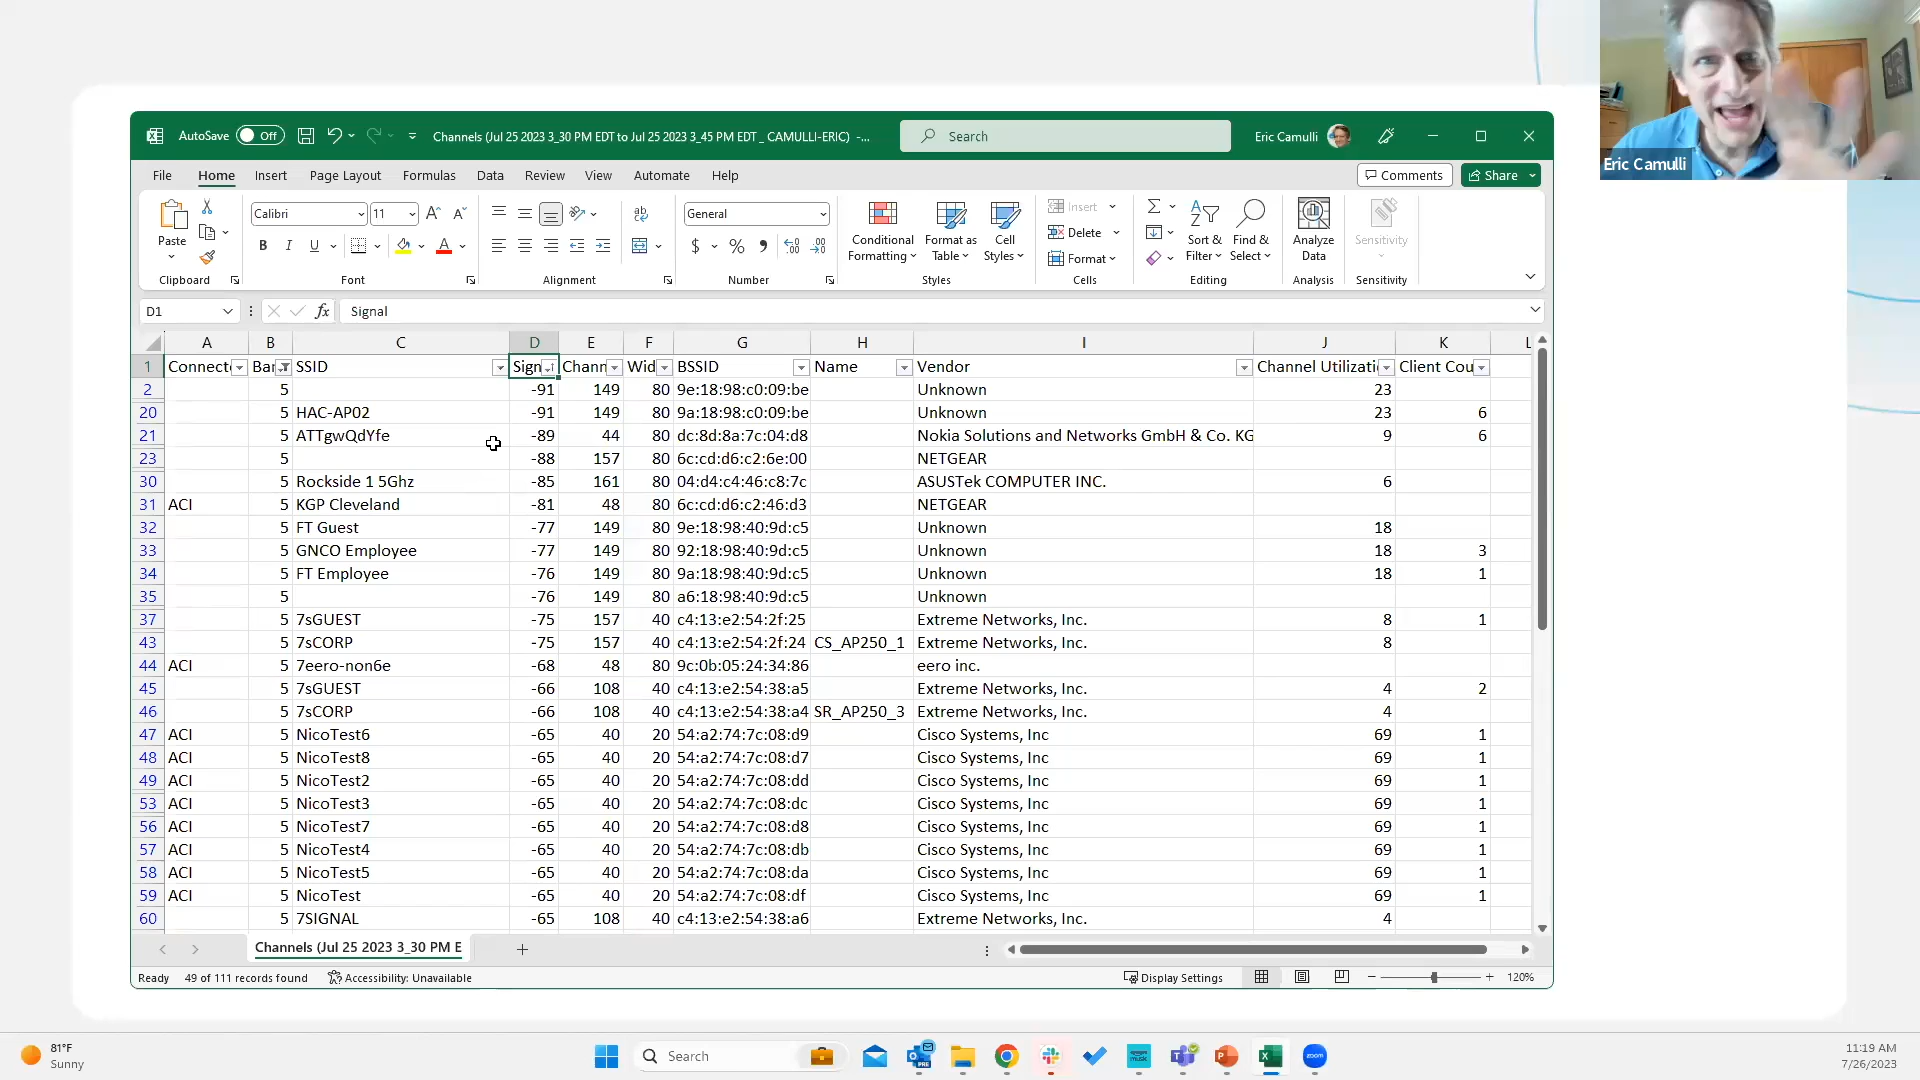 AutoSave Off Channels (Jul 25 2023 3_30 PM EDT to Jul 25 2023 3_45 PM EDT _ CAMULLI-ERIC) -... Search Eric Camulli
Eric Camulli
File Home Insert Page Layout Formulas Data Review View Automate Help Comments Share
Paste Calibri 11 General $ % Conditional Formatting Format as Table Cell Styles Insert Delete Format Sort & Filter Find & Select Analyze Data Sensitivity
Clipboard Font Alignment Number Styles Cells Editing Analysis Sensitivity
D1 fx Signal
A B C D E F G H I J K L
1 Connect Ba SSID Sign Chann Wid BSSID Name Vendor Channel Utilizati Client Cou
2 5 -91 149 80 9e:18:98:c0:09:be Unknown 23
20 5 HAC-AP02 -91 149 80 9a:18:98:c0:09:be Unknown 23 6
21 5 ATTgwQdYfe -89 44 80 dc:8d:8a:7c:04:d8 Nokia Solutions and Networks GmbH & Co. KG 9 6
23 5 -88 157 80 6c:cd:d6:c2:6e:00 NETGEAR
30 5 Rockside 1 5Ghz -85 161 80 04:d4:c4:46:c8:7c ASUSTek COMPUTER INC. 6
31 ACI 5 KGP Cleveland -81 48 80 6c:cd:d6:c2:46:d3 NETGEAR
32 5 FT Guest -77 149 80 9e:18:98:40:9d:c5 Unknown 18
33 5 GNCO Employee -77 149 80 92:18:98:40:9d:c5 Unknown 18 3
34 5 FT Employee -76 149 80 9a:18:98:40:9d:c5 Unknown 18 1
35 5 -76 149 80 a6:18:98:40:9d:c5 Unknown
37 5 7sGUEST -75 157 40 c4:13:e2:54:2f:25 Extreme Networks, Inc. 8 1
43 5 7sCORP -75 157 40 c4:13:e2:54:2f:24 CS_AP250_1 Extreme Networks, Inc. 8
44 ACI 5 7eero-non6e -68 48 80 9c:0b:05:24:34:86 eero inc.
45 5 7sGUEST -66 108 40 c4:13:e2:54:38:a5 Extreme Networks, Inc. 4 2
46 5 7sCORP -66 108 40 c4:13:e2:54:38:a4 SR_AP250_3 Extreme Networks, Inc. 4
47 ACI 5 NicoTest6 -65 40 20 54:a2:74:7c:08:d9 Cisco Systems, Inc 69 1
48 ACI 5 NicoTest8 -65 40 20 54:a2:74:7c:08:d7 Cisco Systems, Inc 69 1
49 ACI 5 NicoTest2 -65 40 20 54:a2:74:7c:08:dd Cisco Systems, Inc 69 1
53 ACI 5 NicoTest3 -65 40 20 54:a2:74:7c:08:dc Cisco Systems, Inc 69 1
56 ACI 5 NicoTest7 -65 40 20 54:a2:74:7c:08:d8 Cisco Systems, Inc 69 1
57 ACI 5 NicoTest4 -65 40 20 54:a2:74:7c:08:db Cisco Systems, Inc 69 1
58 ACI 5 NicoTest5 -65 40 20 54:a2:74:7c:08:da Cisco Systems, Inc 69 1
59 ACI 5 NicoTest -65 40 20 54:a2:74:7c:08:df Cisco Systems, Inc 69 1
60 5 7SIGNAL -65 108 40 c4:13:e2:54:38:a6 Extreme Networks, Inc. 4
Channels (Jul 25 2023 3_30 PM E
Ready 49 of 111 records found Accessibility: Unavailable Display Settings 120%
81°F
Sunny
Search
11:19 AM
7/26/2023